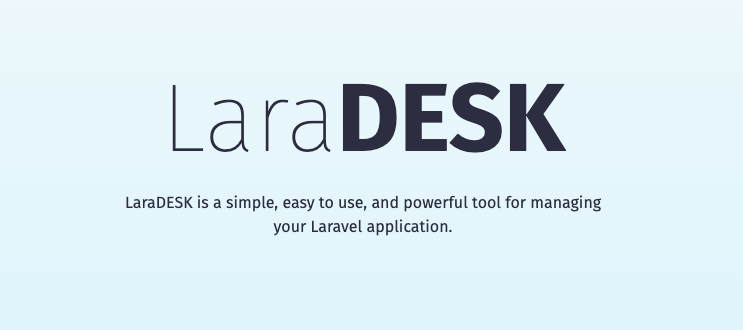 LaraDESK
LaraDESK is a simple, easy to use, and powerful tool for managing
your Laravel application.